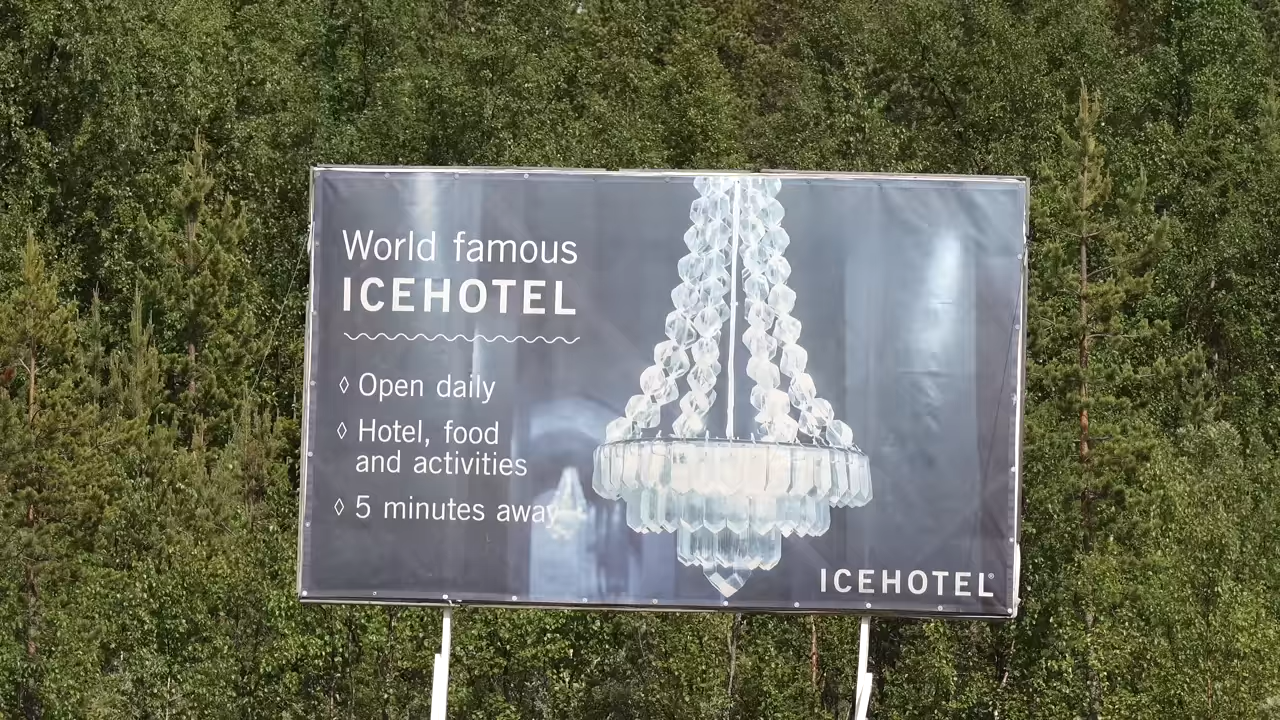 World famous
ICEHOTEL
◊ Open daily
◊ Hotel, food
and activities
◊ 5 minutes away
ICEHOTEL®